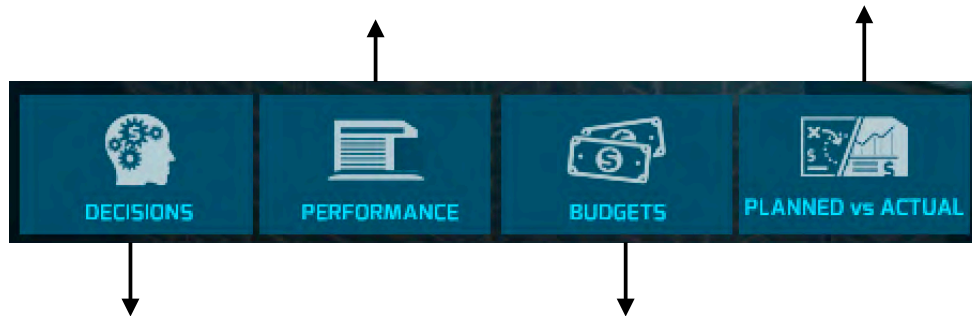 DECISIONS
PERFORMANCE
BUDGETS
PLANNED vs ACTUAL